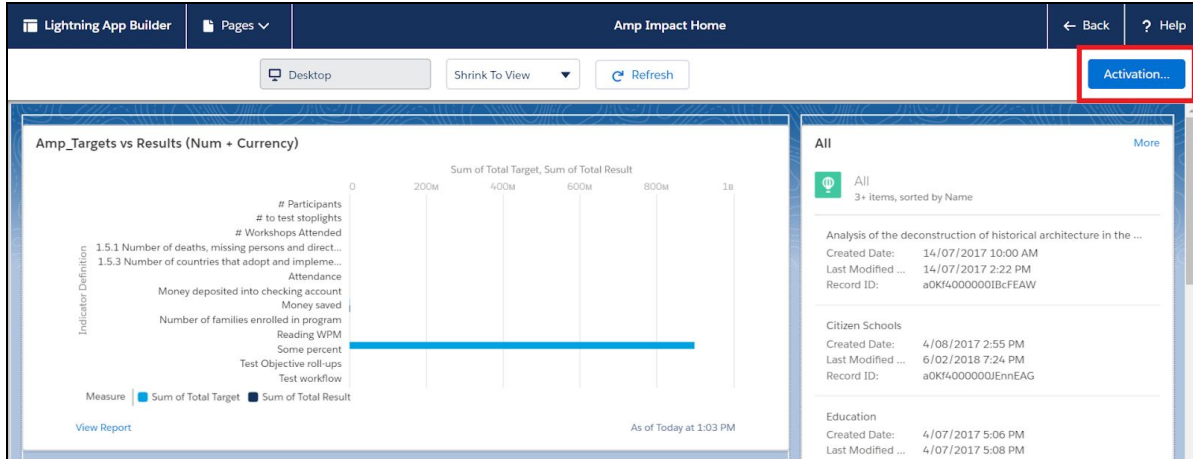 Lightning App Builder
Pages
Amp Impact Home
Back
? Help
Desktop
Shrink To View
Refresh
Activation...
Amp_Targets vs Results (Num + Currency)
Sum of Total Target, Sum of Total Result
0 200M 400M 600M 800M 1B
Indicator Definition
# Participants
# to test stoplights
# Workshops Attended
1.5.1 Number of deaths, missing persons and direct...
1.5.3 Number of countries that adopt and impleme...
Attendance
Money deposited into checking account
Money saved
Number of families enrolled in program
Reading WPM
Some percent
Test Objective roll-ups
Test workflow
Measure Sum of Total Target Sum of Total Result
View Report
As of Today at 1:03 PM
All
More
All
3+ items, sorted by Name
Analysis of the deconstruction of historical architecture in the ...
Created Date: 14/07/2017 10:00 AM
Last Modified ... 14/07/2017 2:22 PM
Record ID: a0Kf4000000IBcFEAW
Citizen Schools
Created Date: 4/08/2017 2:55 PM
Last Modified ... 6/02/2018 7:24 PM
Record ID: a0Kf4000000JEnnEAG
Education
Created Date: 4/07/2017 5:06 PM
Last Modified ... 4/07/2017 5:08 PM